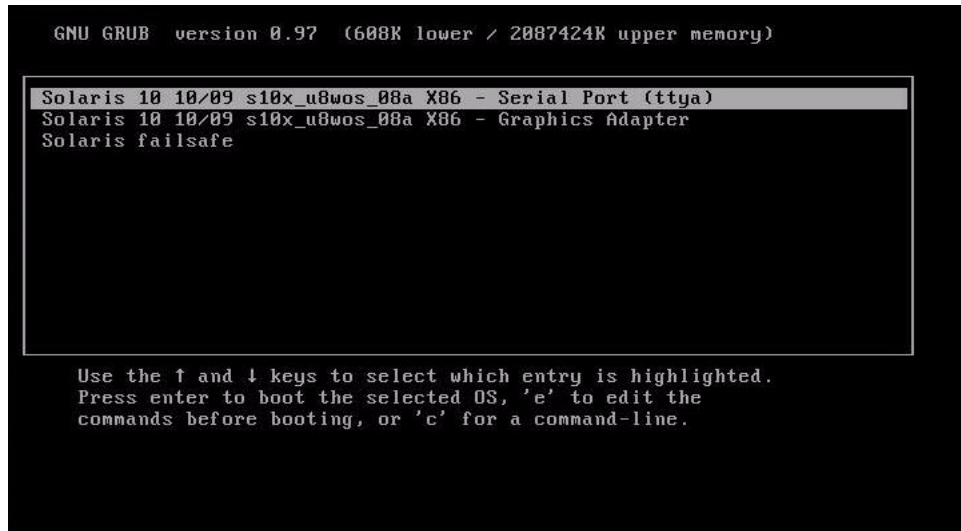 GNU GRUB version 0.97 (608K lower / 2087424K upper memory)
Solaris 10 10/09 s10x_u8wos_08a X86 - Serial Port (ttya)
Solaris 10 10/09 s10x_u8wos_08a X86 - Graphics Adapter
Solaris failsafe
Use the ↑ and ↓ keys to select which entry is highlighted.
Press enter to boot the selected OS, 'e' to edit the
commands before booting, or 'c' for a command-line.